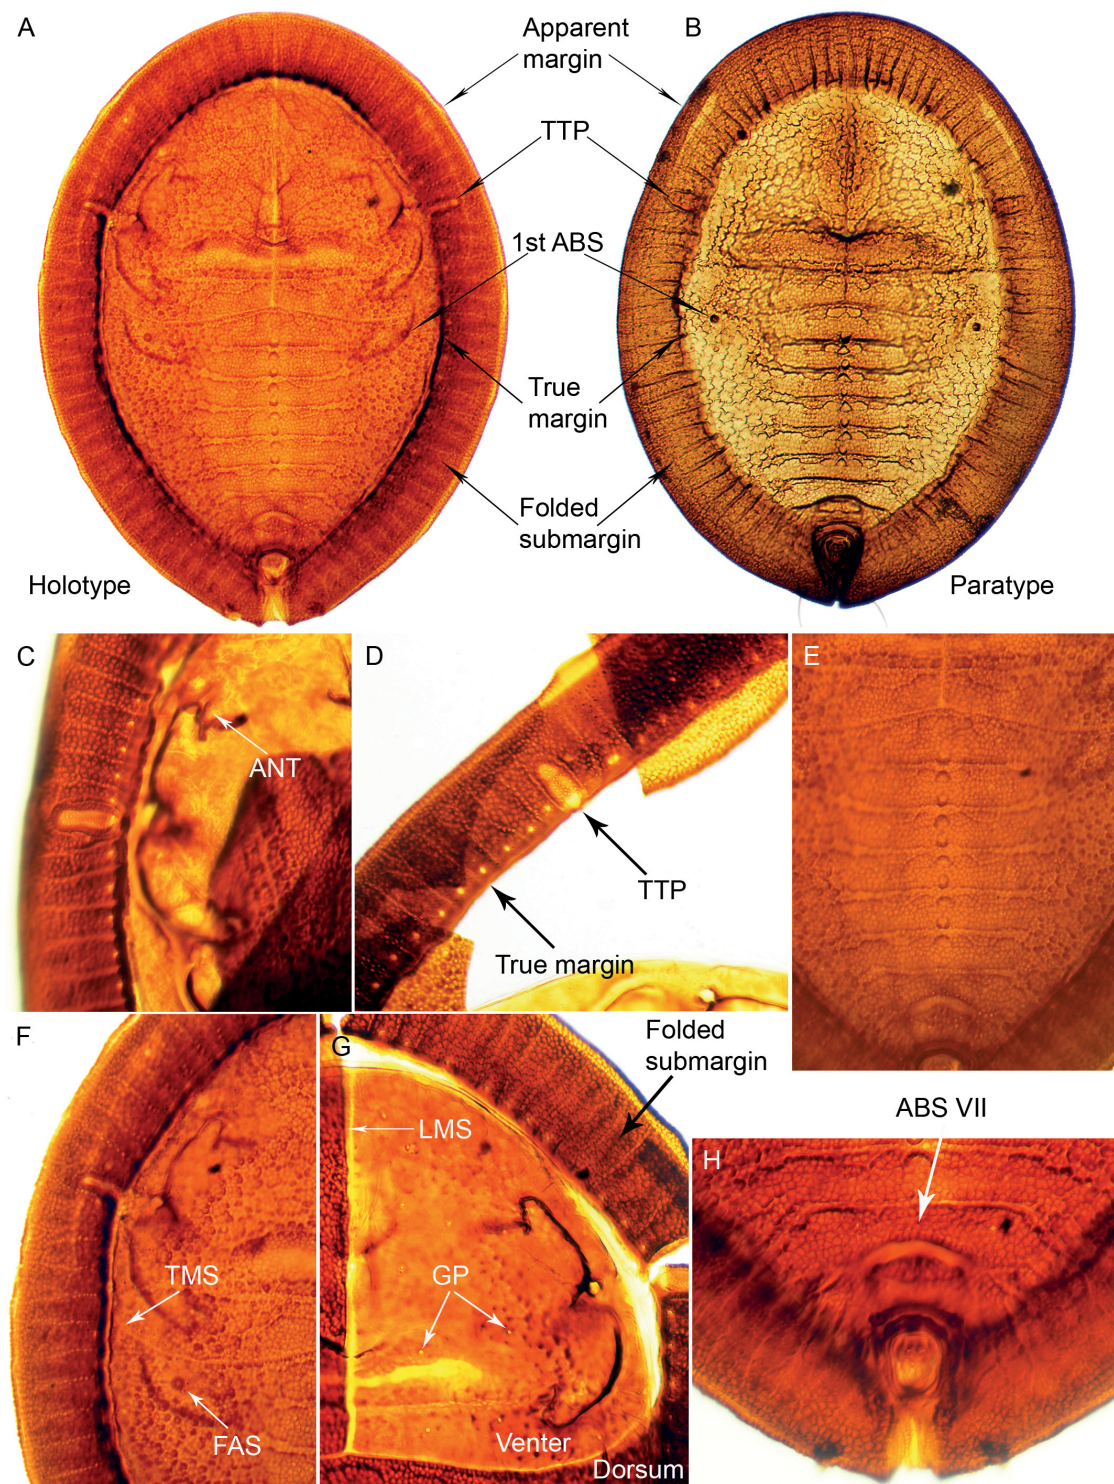 A
Apparent
margin
B
TTP
1st ABS
True
margin
Folded
submargin
Holotype
Paratype
C
ANT
D
TTP
True margin
E
F
TMS
FAS
G
Folded
submargin
LMS
GP
Venter
Dorsum
ABS VII
H